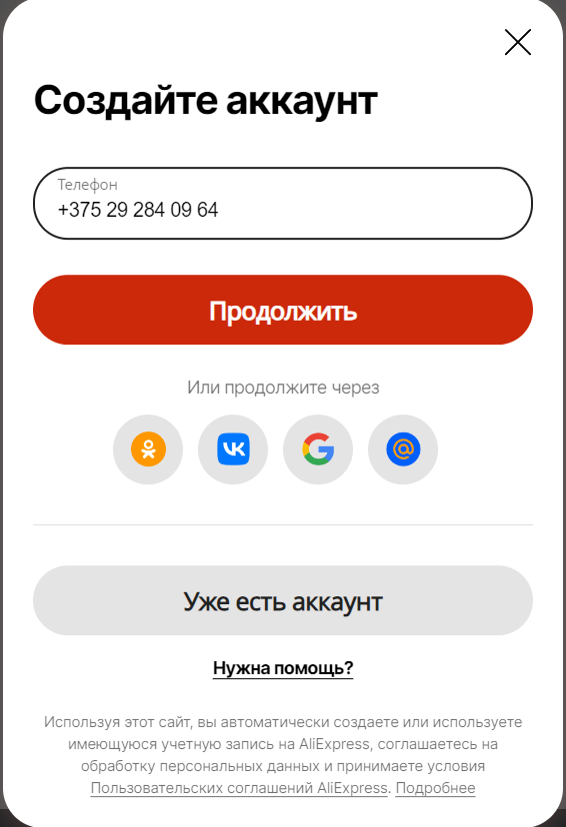 Создайте аккаунт
Телефон
+375 29 284 09 64
Продолжить
Или продолжите через
Уже есть аккаунт
Нужна помощь?
Используя этот сайт, вы автоматически создаете или используете
имеющуюся учетную запись на AliExpress, соглашаетесь на
обработку персональных данных и принимаете условия
Пользовательских соглашений AliExpress. Подробнее